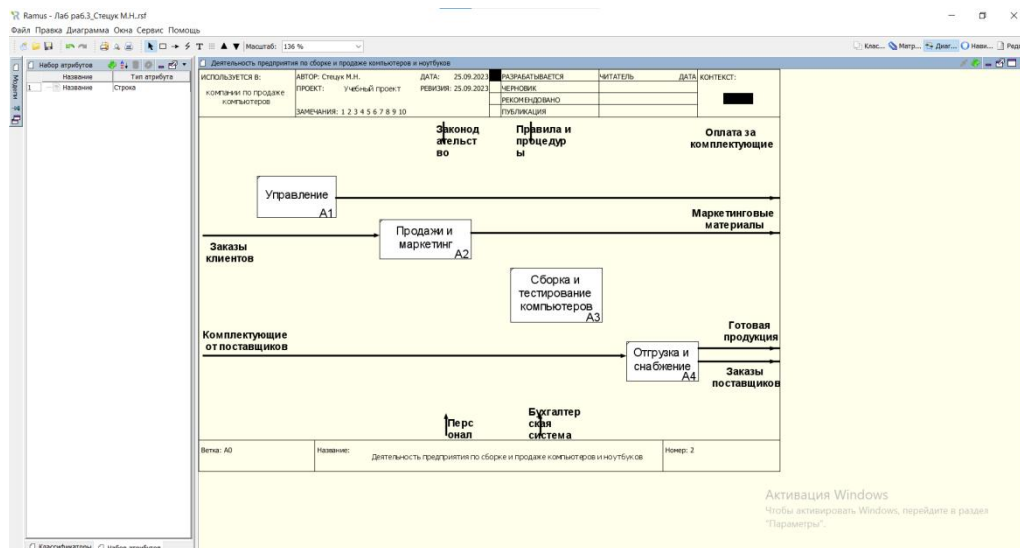 Ramus - Лаб раб.3_Стещук М.Н..rsf
Файл Правка Диаграмма Окна Сервис Помощь
Масштаб: 136 %
Клас... Матр... Диаг... Нави... Реда
Набор атрибутов
Название Тип атрибута
1 Название Строка
Модели
Классификаторы Набор атрибутов
Деятельность предприятия по сборке и продаже компьютеров и ноутбуков
ИСПОЛЬЗУЕТСЯ В:
компании по продаже
компьютеров
АВТОР: Стещук М.Н.
ПРОЕКТ: Учебный проект
ЗАМЕЧАНИЯ: 1 2 3 4 5 6 7 8 9 10
ДАТА: 25.09.2023
РЕВИЗИЯ: 25.09.2023
РАЗРАБАТЫВАЕТСЯ
ЧЕРНОВИК
РЕКОМЕНДОВАНО
ПУБЛИКАЦИЯ
ЧИТАТЕЛЬ ДАТА
КОНТЕКСТ:
Законод
ательст
во
Правила и
процедур
ы
Оплата за
комплектующие
Управление
A1
Маркетинговые
материалы
Продажи и
маркетинг
A2
Заказы
клиентов
Сборка и
тестирование
компьютеров
A3
Готовая
продукция
Комплектующие
от поставщиков
Отгрузка и
снабжение
A4
Заказы
поставщиков
Перс
онал
Бухгалтер
ская
система
Ветка: A0
Название:
Деятельность предприятия по сборке и продаже компьютеров и ноутбуков
Номер: 2
Активация Windows
Чтобы активировать Windows, перейдите в раздел
"Параметры".